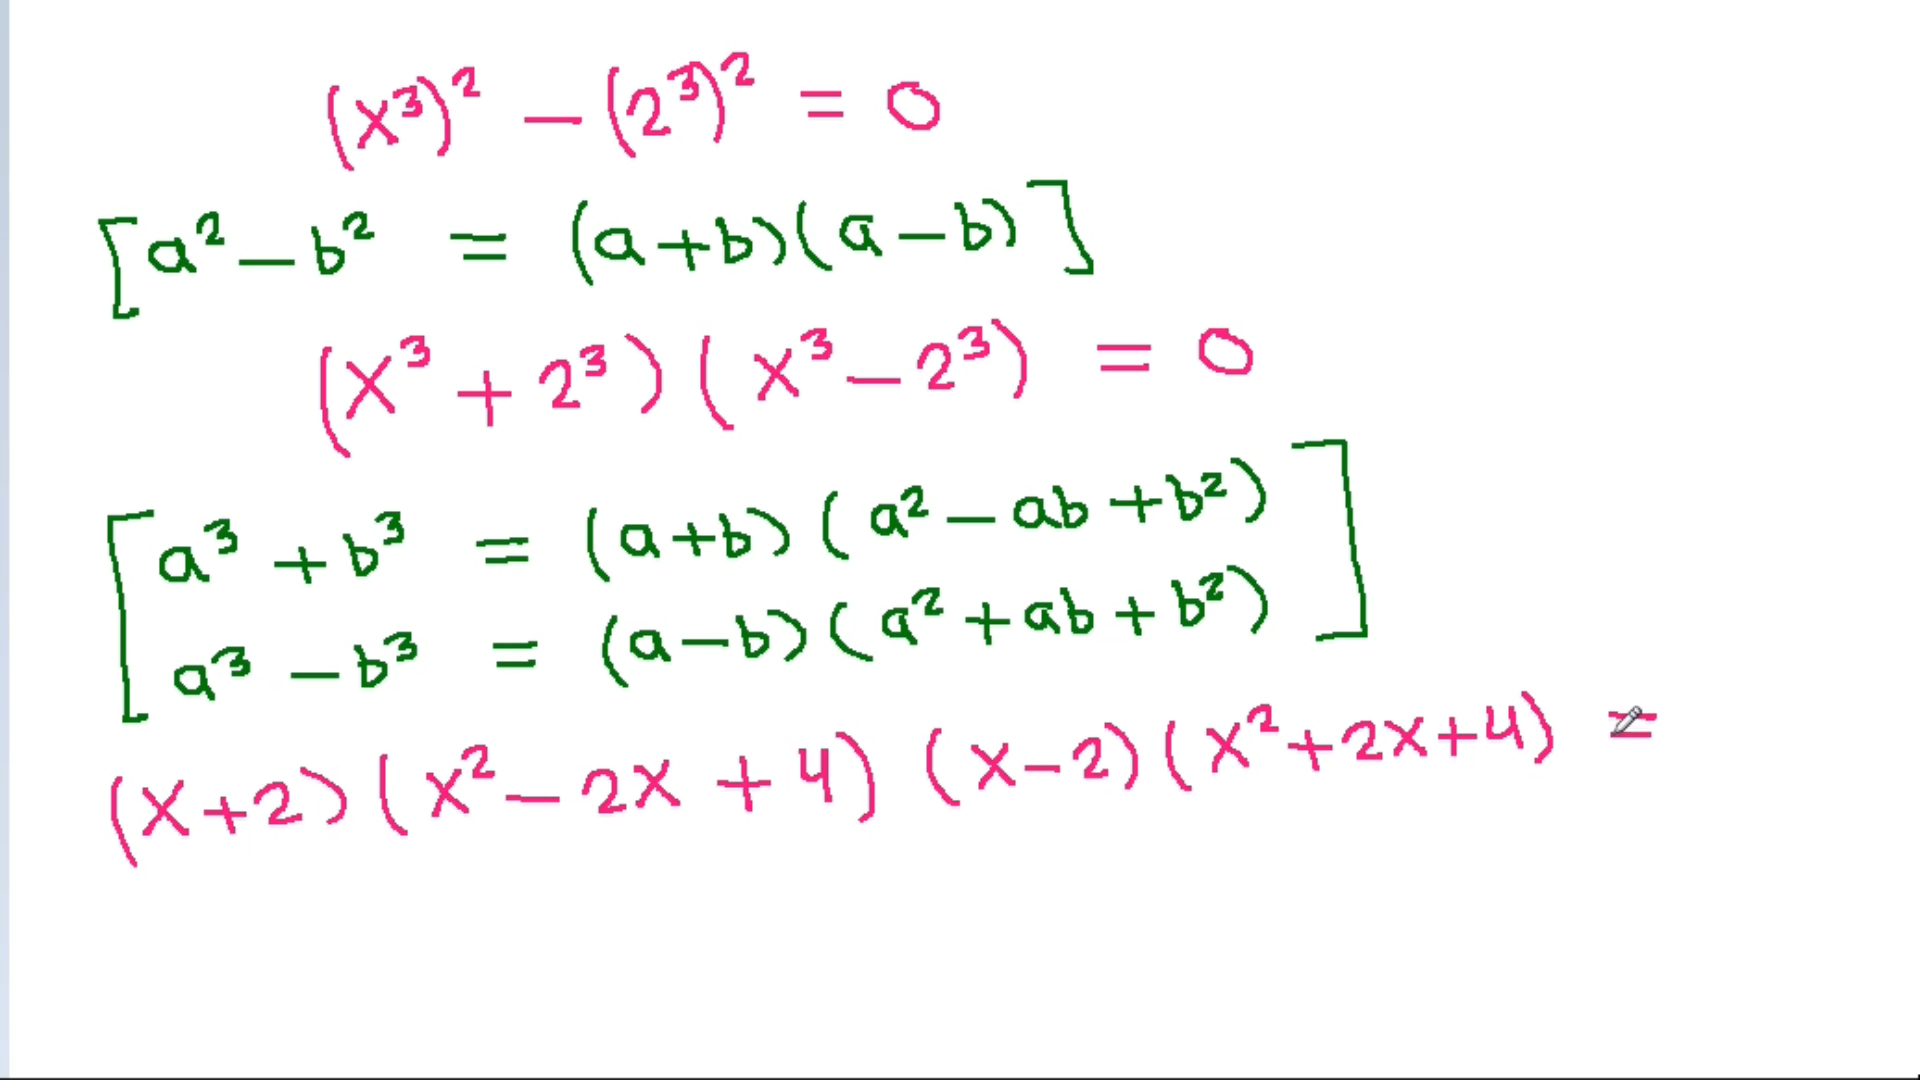 (x³)² – (2³)² = 0
[a² – b² = (a+b)(a–b)]
(x³ + 2³)(x³ – 2³) = 0
[a³ + b³ = (a+b)(a² – ab + b²)
a³ – b³ = (a–b)(a² + ab + b²)]
(x+2)(x² – 2x + 4)(x–2)(x² + 2x + 4) =